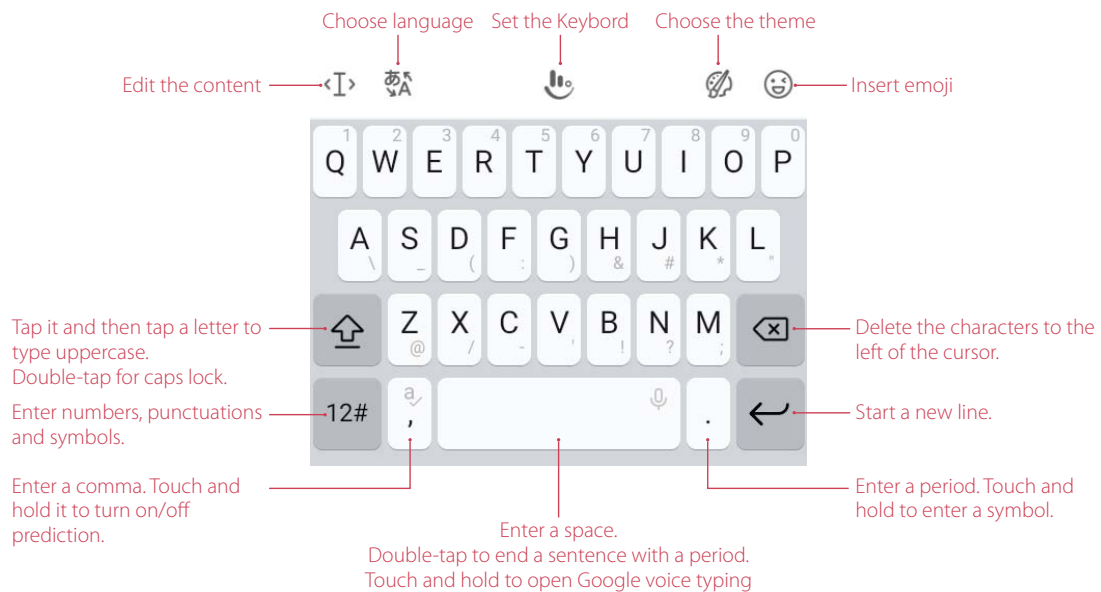 Choose language Set the Keybord Choose the theme
Edit the content あA Insert emoji
1 2 3 4 5 6 7 8 9 0
Q W E R T Y U I O P
A S D F G H J K L
\ _ ( : ) & # * "
Tap it and then tap a letter to
type uppercase.
Double-tap for caps lock.
Z X C V B N M
@ / - ' ! ? ;
Delete the characters to the
left of the cursor.
Enter numbers, punctuations
and symbols.
12# a , .
Start a new line.
Enter a comma. Touch and
hold it to turn on/off
prediction.
Enter a space.
Double-tap to end a sentence with a period.
Touch and hold to open Google voice typing
Enter a period. Touch and
hold to enter a symbol.